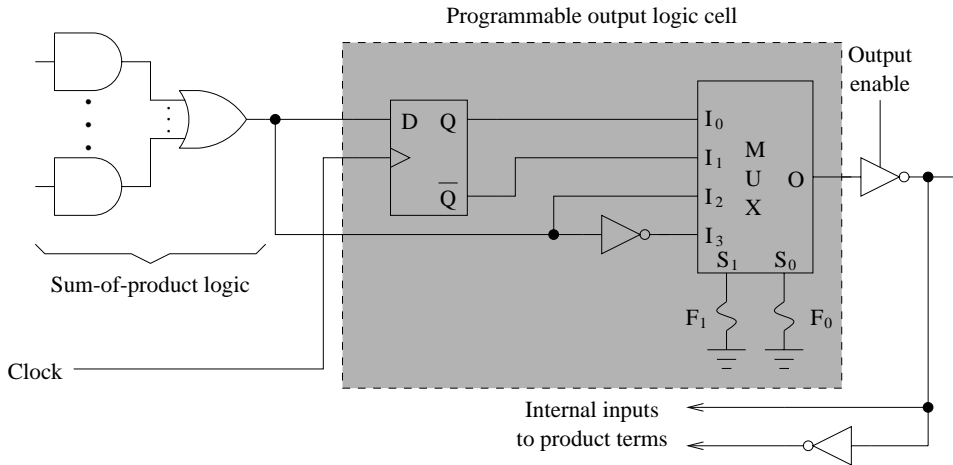 Programmable output logic cell
Output
enable
D Q
Q̅
I₀
I₁
I₂
I₃
M
U
X
O
S₁ S₀
F₁ F₀
Sum-of-product logic
Clock
Internal inputs
to product terms